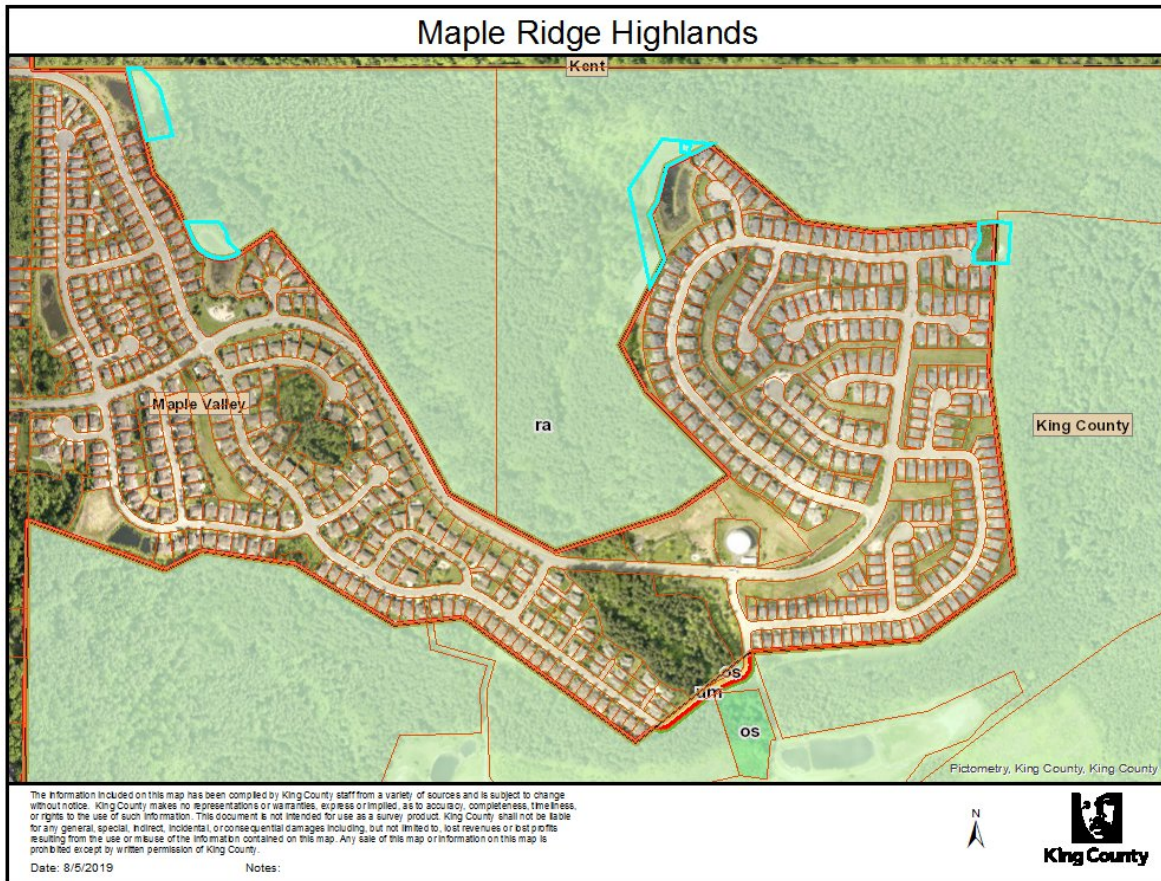 Maple Ridge Highlands
Kent
Maple Valley
ra
King County
os
um
os
Pictometry, King County, King County
The information included on this map has been compiled by King County staff from a variety of sources and is subject to change
without notice. King County makes no representations or warranties, express or implied, as to accuracy, completeness, timeliness,
or rights to the use of such information. This document is not intended for use as a survey product. King County shall not be liable
for any general, special, indirect, incidental, or consequential damages including, but not limited to, lost revenues or lost profits
resulting from the use or misuse of the information contained on this map. Any sale of this map or information on this map is
prohibited except by written permission of King County.
Date: 8/5/2019
Notes:
N
King County